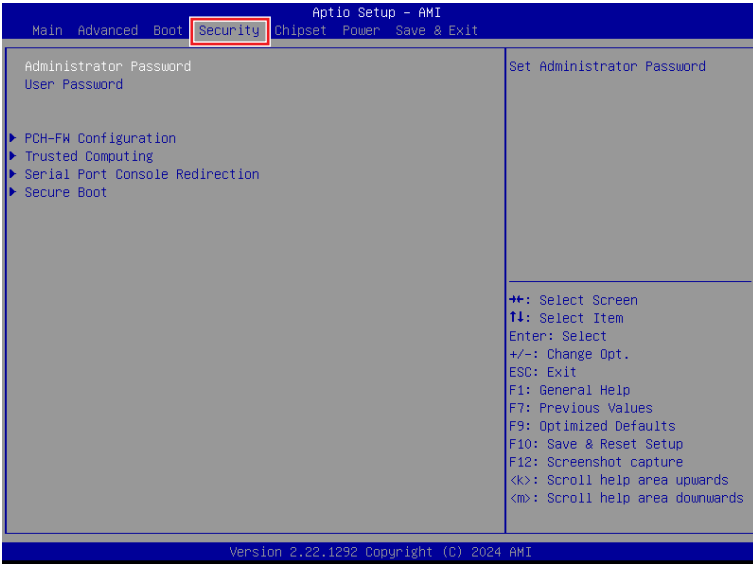 Aptio Setup – AMI
Main Advanced Boot Security Chipset Power Save & Exit
Administrator Password
User Password
PCH-FW Configuration
Trusted Computing
Serial Port Console Redirection
Secure Boot
Set Administrator Password
→←: Select Screen
↑↓: Select Item
Enter: Select
+/-: Change Opt.
ESC: Exit
F1: General Help
F7: Previous Values
F9: Optimized Defaults
F10: Save & Reset Setup
F12: Screenshot capture
<k>: Scroll help area upwards
<m>: Scroll help area downwards
Version 2.22.1292 Copyright (C) 2024 AMI